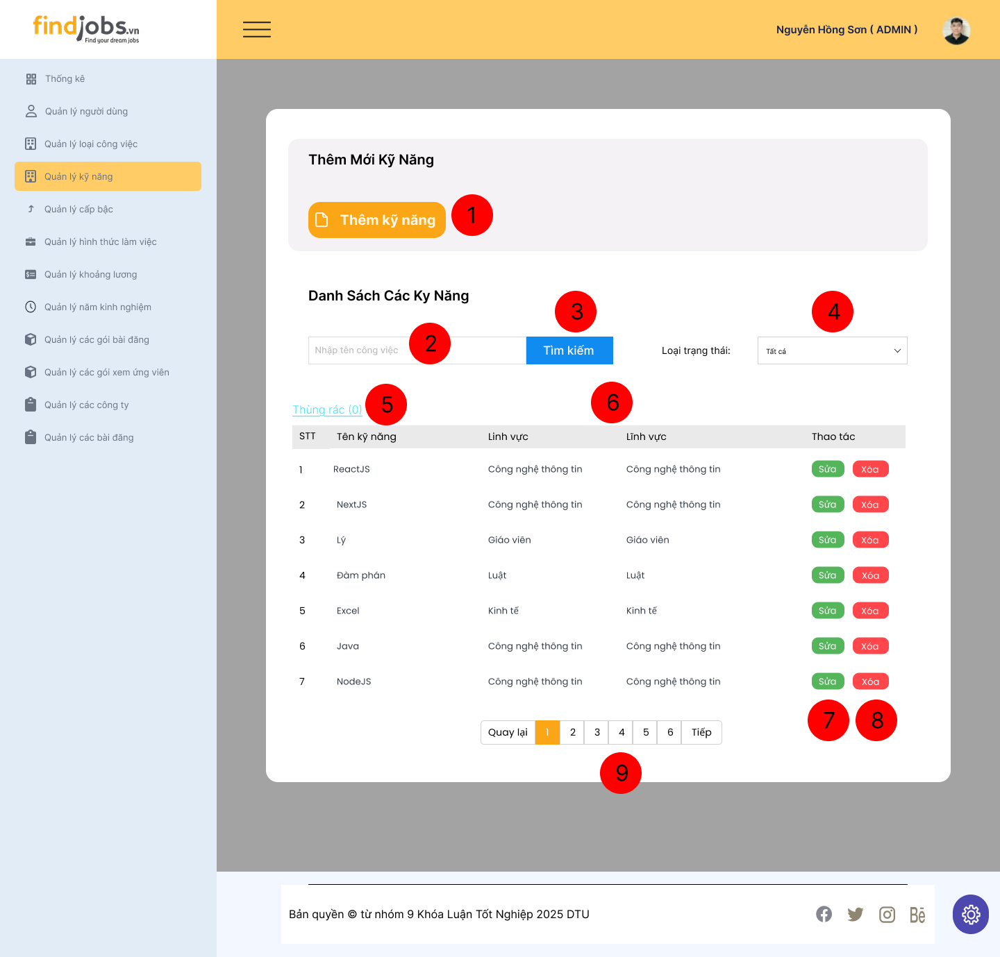 findjobs.vn
Find your dream jobs
Nguyễn Hồng Sơn ( ADMIN )
Thống kê
Quản lý người dùng
Quản lý loại công việc
Quản lý kỹ năng
Quản lý cấp bậc
Quản lý hình thức làm việc
Quản lý khoảng lương
Quản lý năm kinh nghiệm
Quản lý các gói bài đăng
Quản lý các gói xem ứng viên
Quản lý các công ty
Quản lý các bài đăng
Thêm Mới Kỹ Năng
Thêm kỹ năng 1
Danh Sách Các Ky Năng
3 4
Nhập tên công việc 2 Tìm kiếm Loại trạng thái: Tất cả
Thùng rác (0) 5 6
STT Tên kỹ năng Linh vực Lĩnh vực Thao tác
1 ReactJS Công nghệ thông tin Công nghệ thông tin Sửa Xóa
2 NextJS Công nghệ thông tin Công nghệ thông tin Sửa Xóa
3 Lý Giáo viên Giáo viên Sửa Xóa
4 Đàm phán Luật Luật Sửa Xóa
5 Excel Kinh tế Kinh tế Sửa Xóa
6 Java Công nghệ thông tin Công nghệ thông tin Sửa Xóa
7 NodeJS Công nghệ thông tin Công nghệ thông tin Sửa Xóa
7 8
Quay lại 1 2 3 4 5 6 Tiếp
9
Bản quyền © từ nhóm 9 Khóa Luận Tốt Nghiệp 2025 DTU